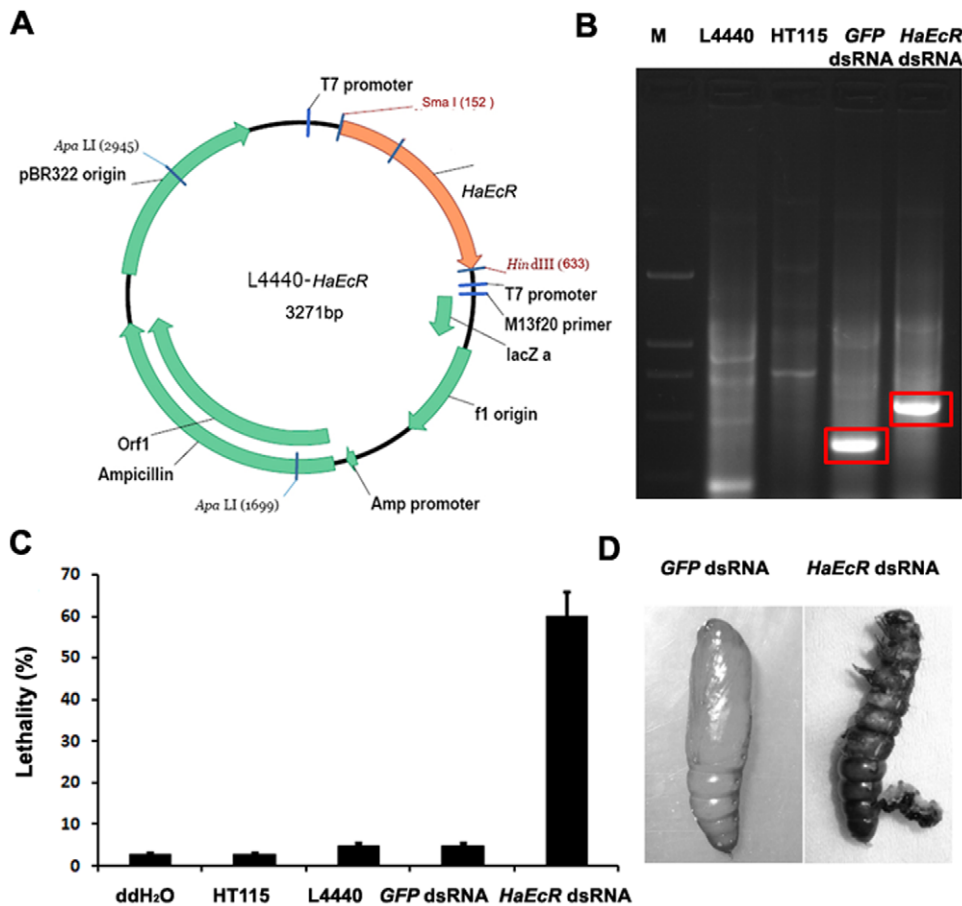 A
T7 promoter
Sma I (152 )
Apa LI (2945)
pBR322 origin
HaEcR
L4440-HaEcR
3271bp
HindIII (633)
T7 promoter
M13f20 primer
lacZ a
f1 origin
Orf1
Ampicillin
Apa LI (1699)
Amp promoter
B
M L4440 HT115 GFP dsRNA HaEcR dsRNA
C
Lethality (%)
70
60
50
40
30
20
10
0
ddH₂O HT115 L4440 GFP dsRNA HaEcR dsRNA
D
GFP dsRNA HaEcR dsRNA